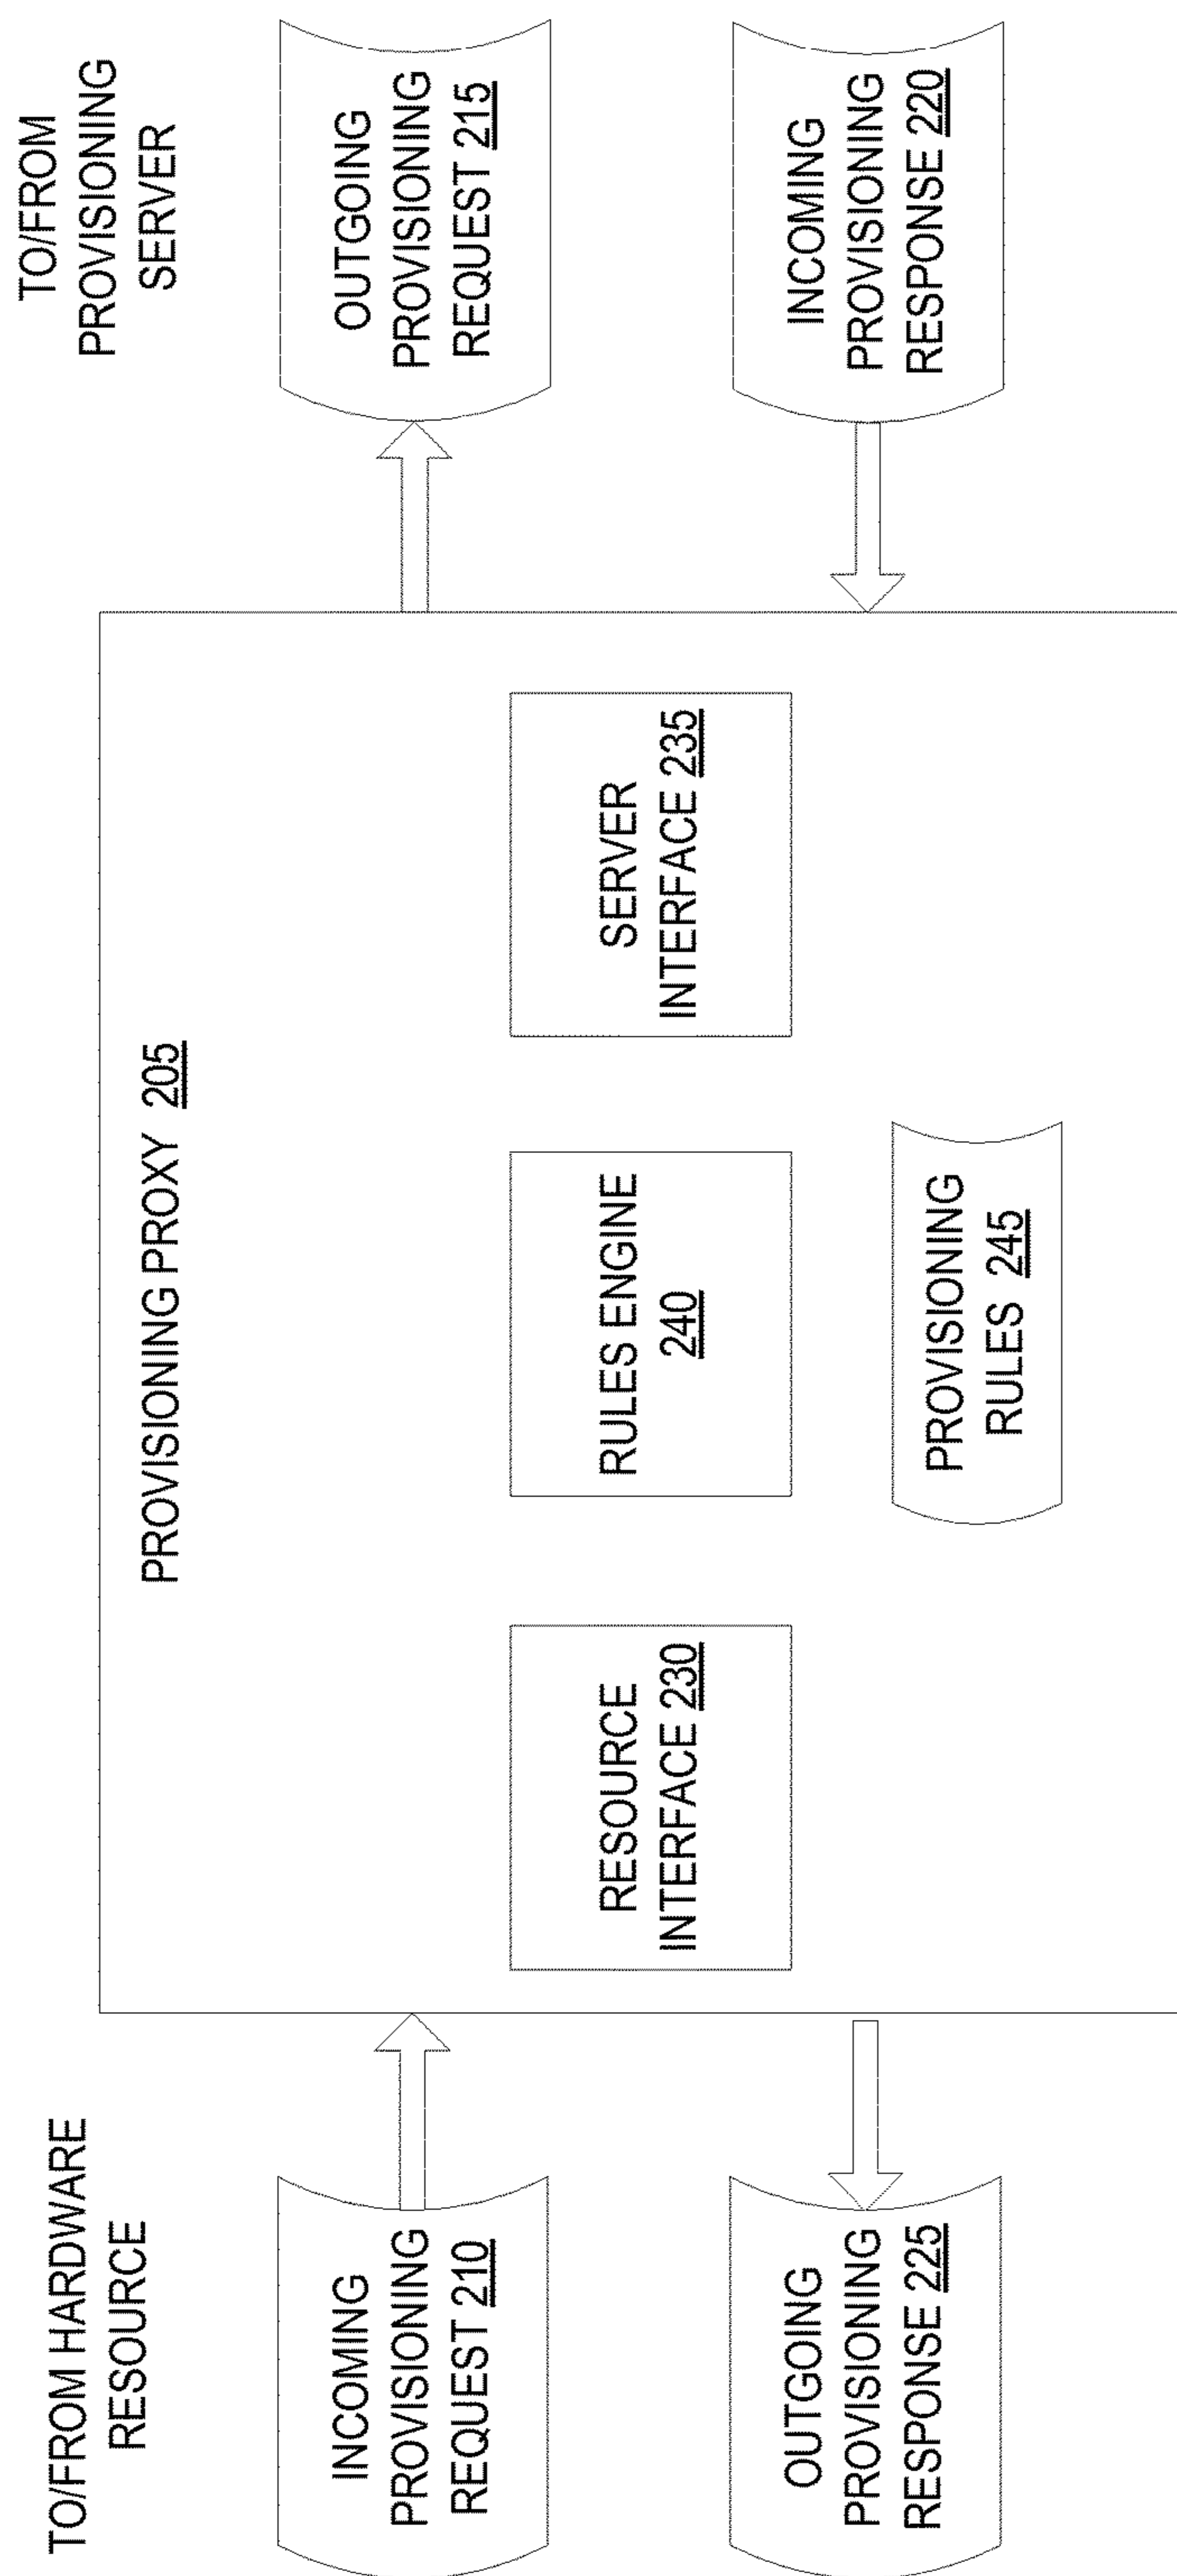 TO/FROM HARDWARE
RESOURCE
INCOMING
PROVISIONING
REQUEST 210
OUTGOING
PROVISIONING
RESPONSE 225
PROVISIONING PROXY 205
RESOURCE
INTERFACE 230
RULES ENGINE
240
PROVISIONING
RULES 245
SERVER
INTERFACE 235
TO/FROM
PROVISIONING
SERVER
OUTGOING
PROVISIONING
REQUEST 215
INCOMING
PROVISIONING
RESPONSE 220